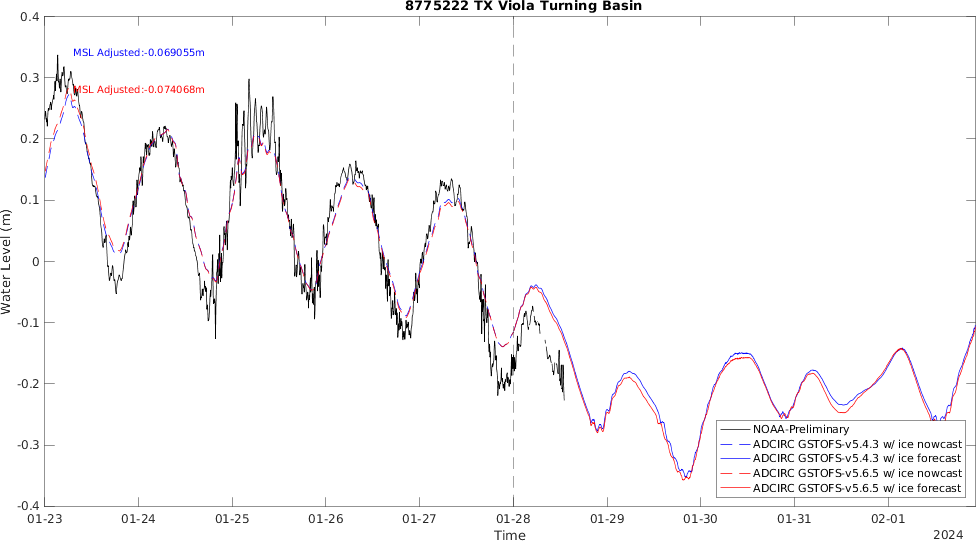 8775222 TX Viola Turning Basin
MSL Adjusted:-0.069055m
MSL Adjusted:-0.074068m
Water Level (m)
0.4
0.3
0.2
0.1
0
-0.1
-0.2
-0.3
-0.4
NOAA-Preliminary
ADCIRC GSTOFS-v5.4.3 w/ ice nowcast
ADCIRC GSTOFS-v5.4.3 w/ ice forecast
ADCIRC GSTOFS-v5.6.5 w/ ice nowcast
ADCIRC GSTOFS-v5.6.5 w/ ice forecast
01-23 01-24 01-25 01-26 01-27 01-28 01-29 01-30 01-31 02-01
Time
2024